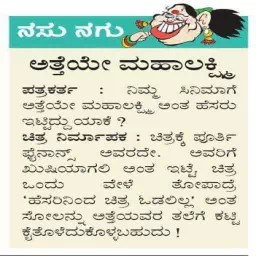 ನಸು ನಗು
ಅತ್ತೆಯೇ ಮಹಾಲಕ್ಷ್ಮಿ
ಪತ್ರಕರ್ತ : ನಿಮ್ಮ ಸಿನಿಮಾಗೆ
ಅತ್ತೆಯೇ ಮಹಾಲಕ್ಷ್ಮಿ ಅಂತ ಹೆಸರು
ಇಟ್ಟಿದ್ದು ಯಾಕೆ ?
ಚಿತ್ರ ನಿರ್ಮಾಪಕ : ಚಿತ್ರಕ್ಕೆ ಪೂರ್ತಿ
ಫೈನಾನ್ಸ್ ಅವರದೇ. ಅವರಿಗೆ
ಖುಷಿಯಾಗಲಿ ಅಂತ ಇಟ್ಟೆ. ಚಿತ್ರ
ಒಂದು ವೇಳೆ ತೋಪಾದ್ರೆ
'ಹೆಸರಿನಿಂದ ಚಿತ್ರ ಓಡಲಿಲ್ಲ' ಅಂತ
ಸೋಲನ್ನು ಅತ್ತೆಯವರ ತಲೆಗೆ ಕಟ್ಟಿ
ಕೈತೊಳೆದುಕೊಳ್ಳಬಹುದು !